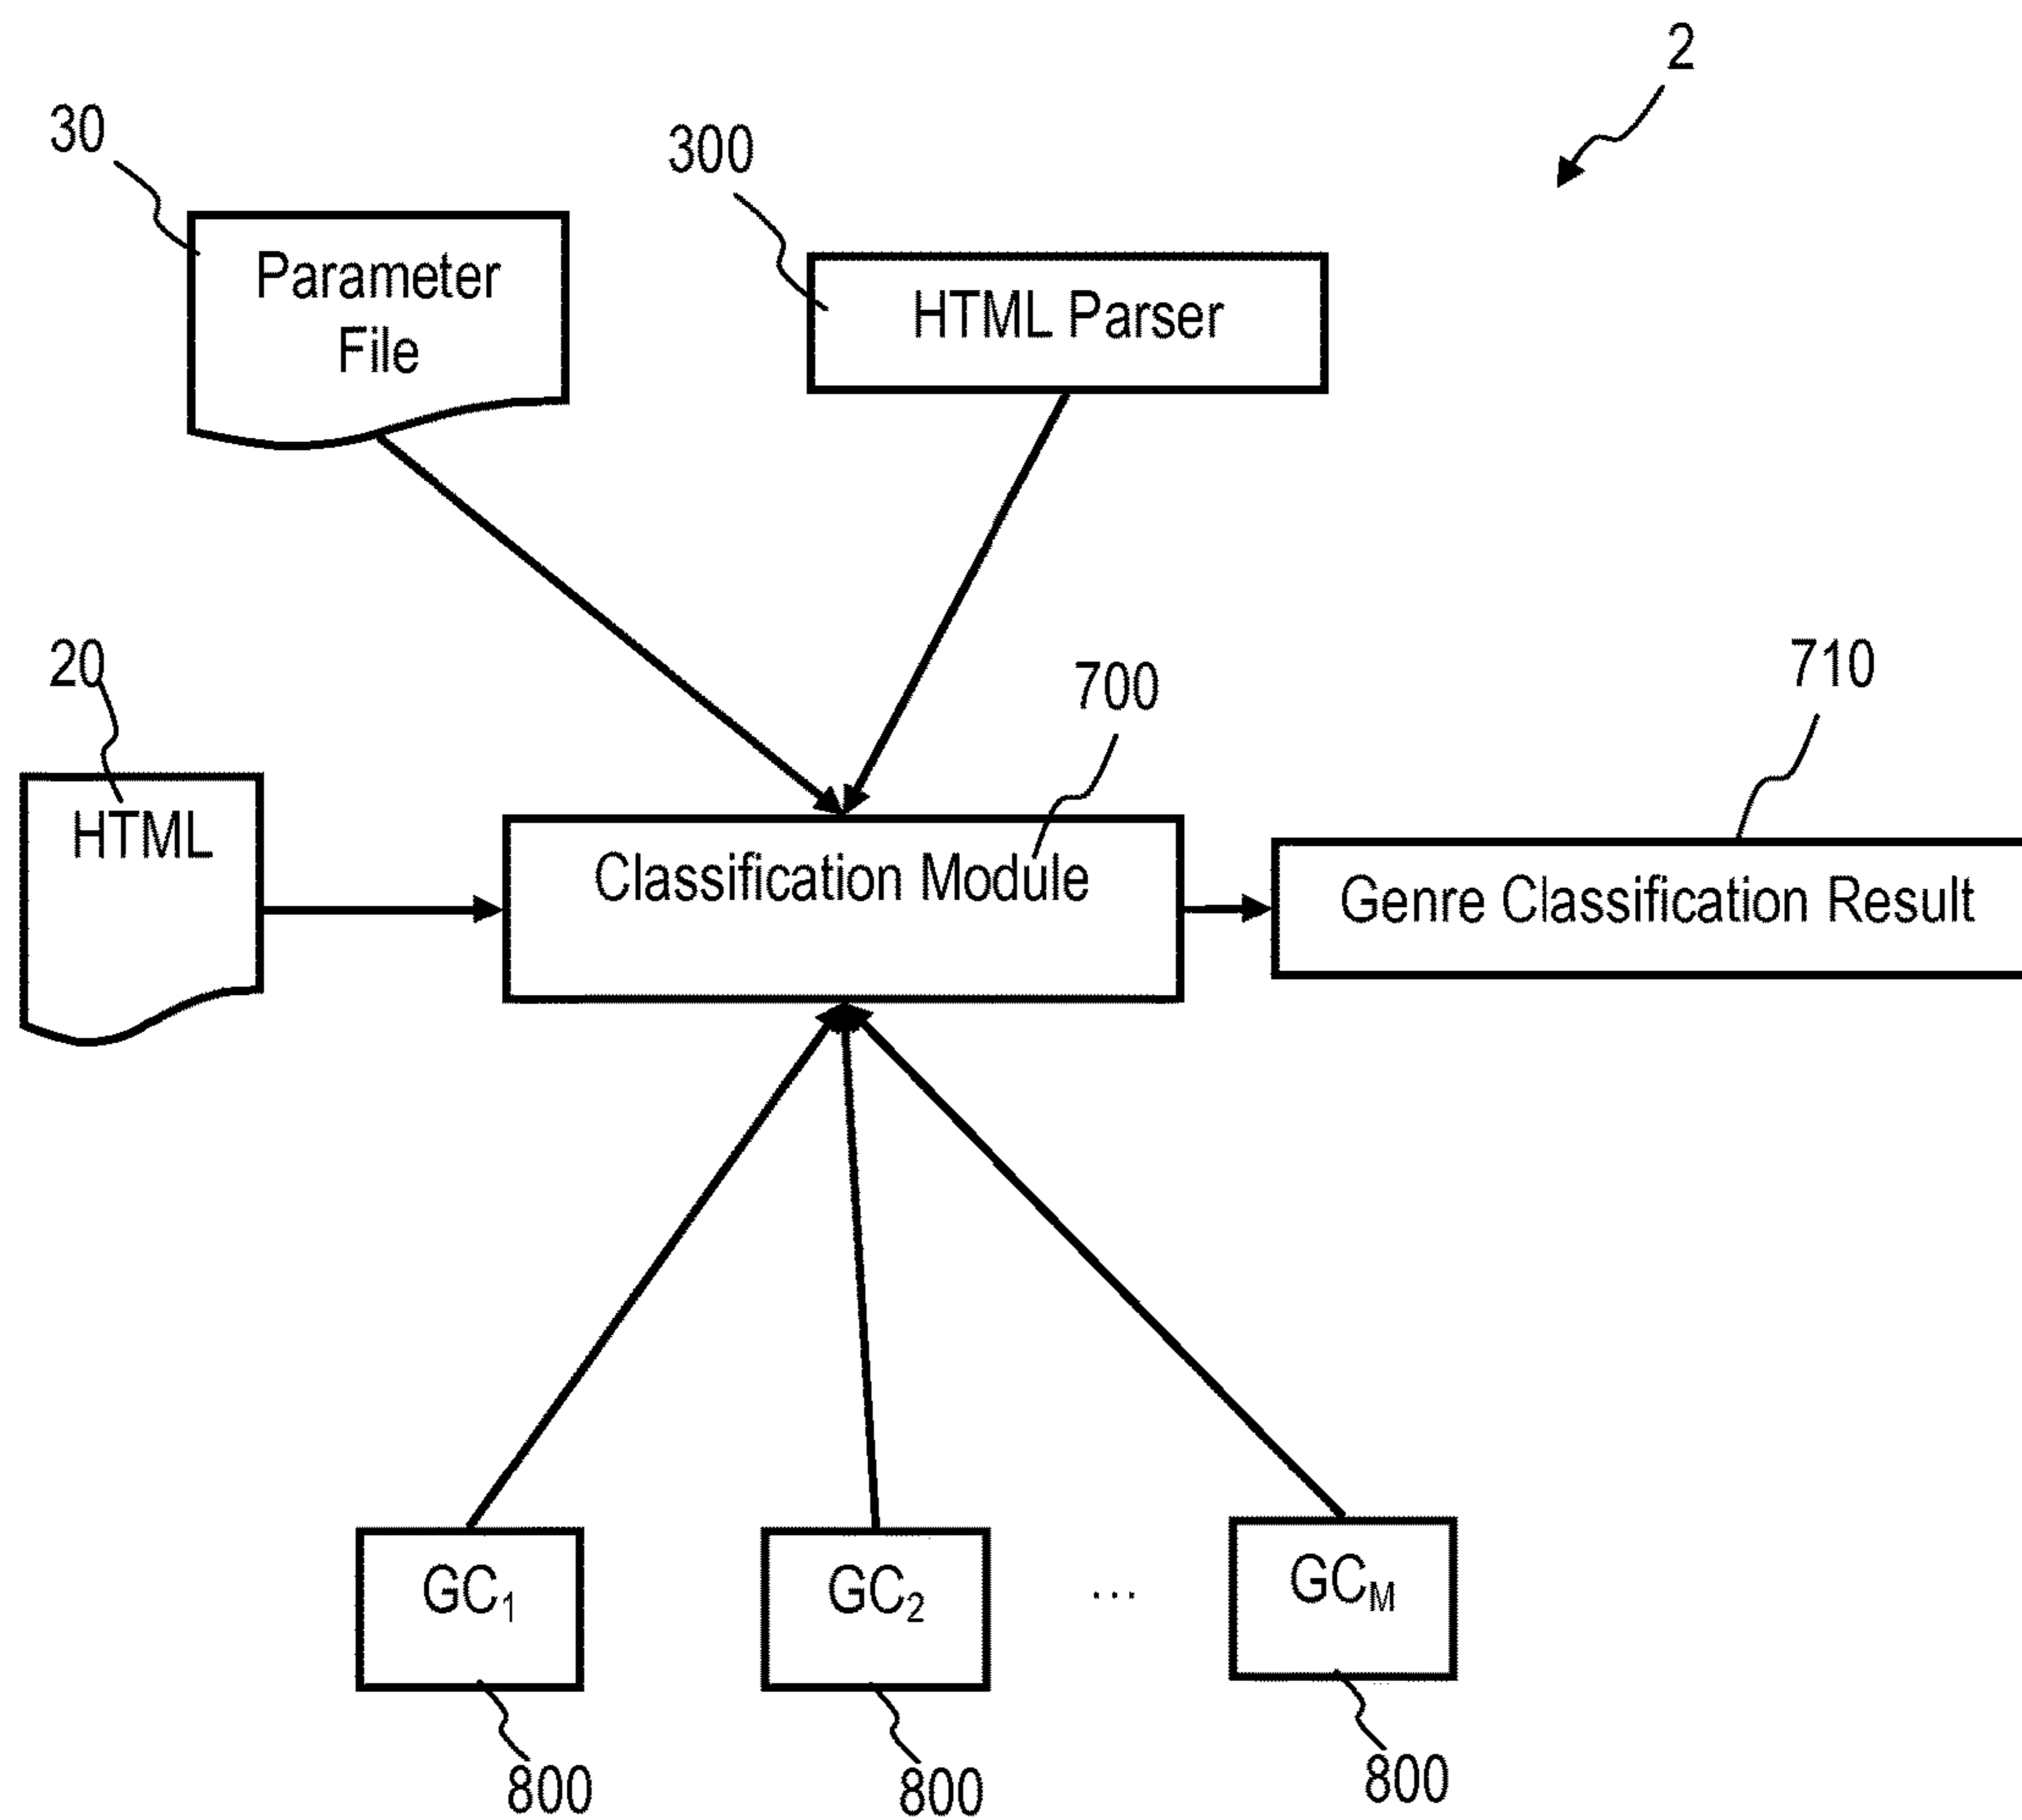 2
30
300
Parameter
File
HTML Parser
20
700
710
HTML
Classification Module
Genre Classification Result
GC₁
GC₂
...
GC_M
800
800
800